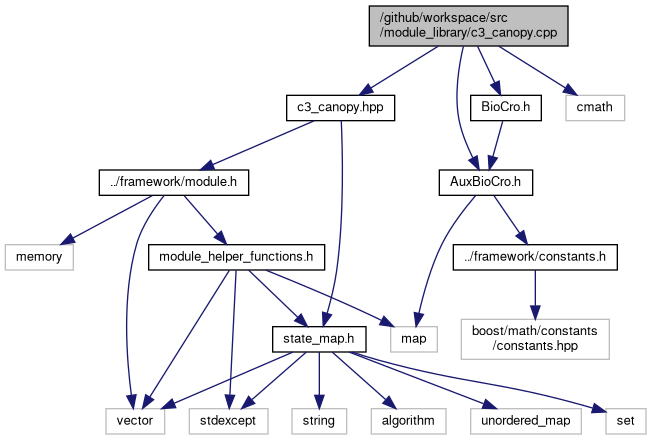 /github/workspace/src
/module_library/c3_canopy.cpp
c3_canopy.hpp
BioCro.h
cmath
../framework/module.h
AuxBioCro.h
memory
module_helper_functions.h
../framework/constants.h
state_map.h
map
boost/math/constants
/constants.hpp
vector
stdexcept
string
algorithm
unordered_map
set